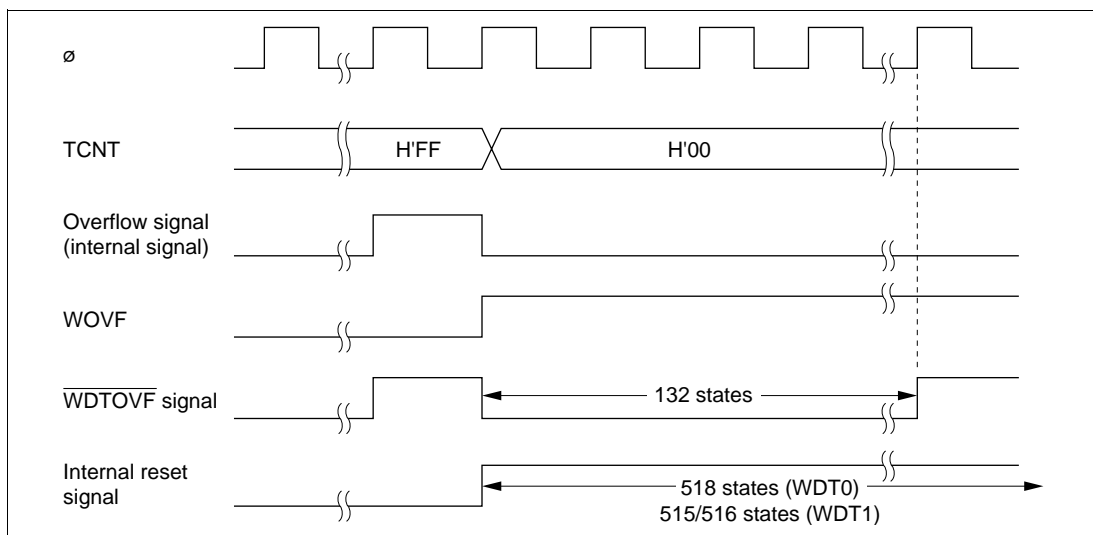 ø
TCNT
H'FF
H'00
Overflow signal
(internal signal)
WOVF
WDTOVF signal
132 states
Internal reset
signal
518 states (WDT0)
515/516 states (WDT1)